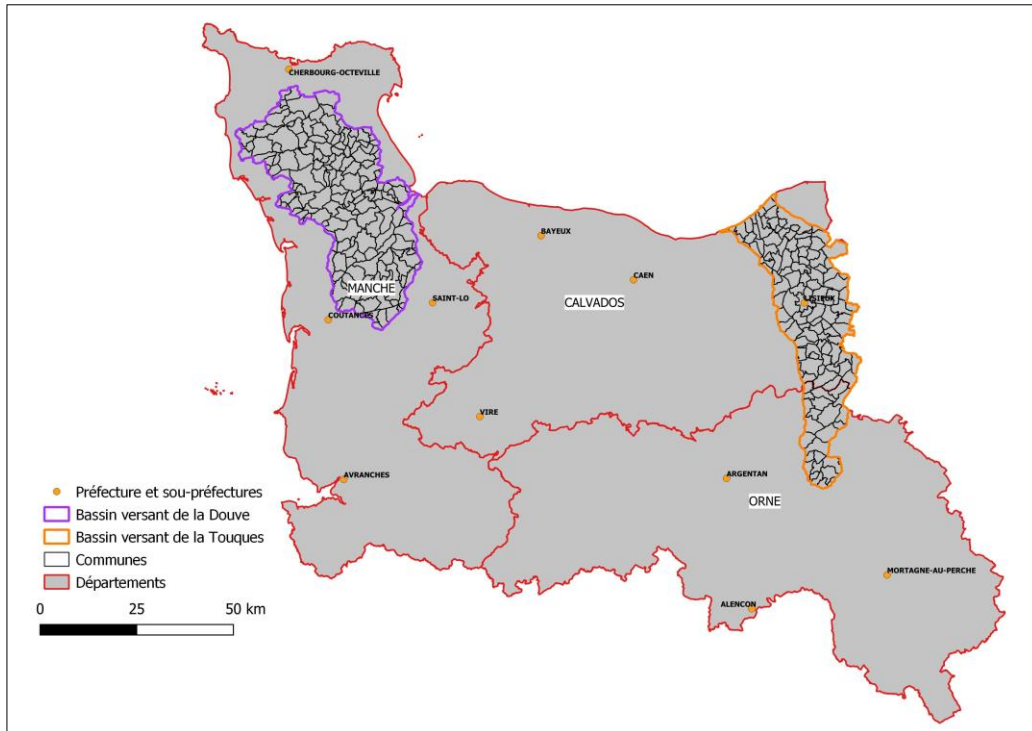 CHERBOURG-OCTEVILLE
BAYEUX
CAEN
MANCHE
SAINT-LO
CALVADOS
LISIEUX
COUTANCES
VIRE
AVRANCHES
ARGENTAN
ORNE
MORTAGNE-AU-PERCHE
ALENCON
Préfecture et sou-préfectures
Bassin versant de la Douve
Bassin versant de la Touques
Communes
Départements
0 25 50 km